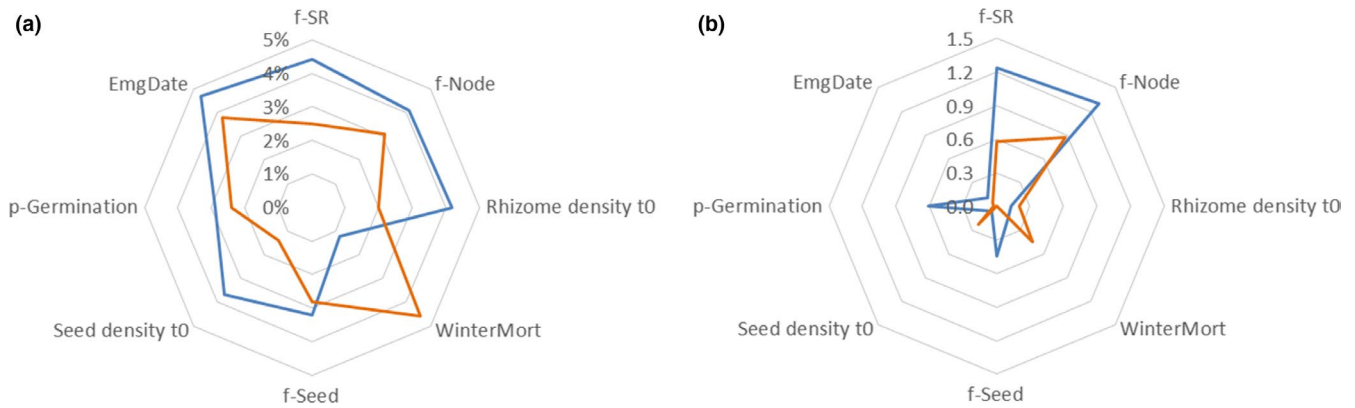 (a)
f-SR
5%
4%
3%
2%
1%
0%
f-Node
Rhizome density t0
WinterMort
f-Seed
Seed density t0
p-Germination
EmgDate
(b)
f-SR
1.5
1.2
0.9
0.6
0.3
0.0
f-Node
Rhizome density t0
WinterMort
f-Seed
Seed density t0
p-Germination
EmgDate